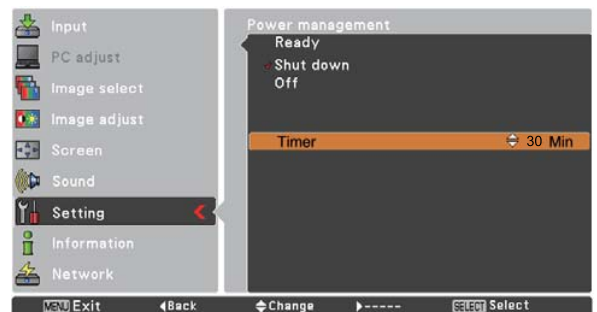 Input
PC adjust
Image select
Image adjust
Screen
Sound
Setting
Information
Network
Power management
Ready
Shut down
Off
Timer 30 Min
MENU Exit ◀Back Change ▶----- SELECT Select